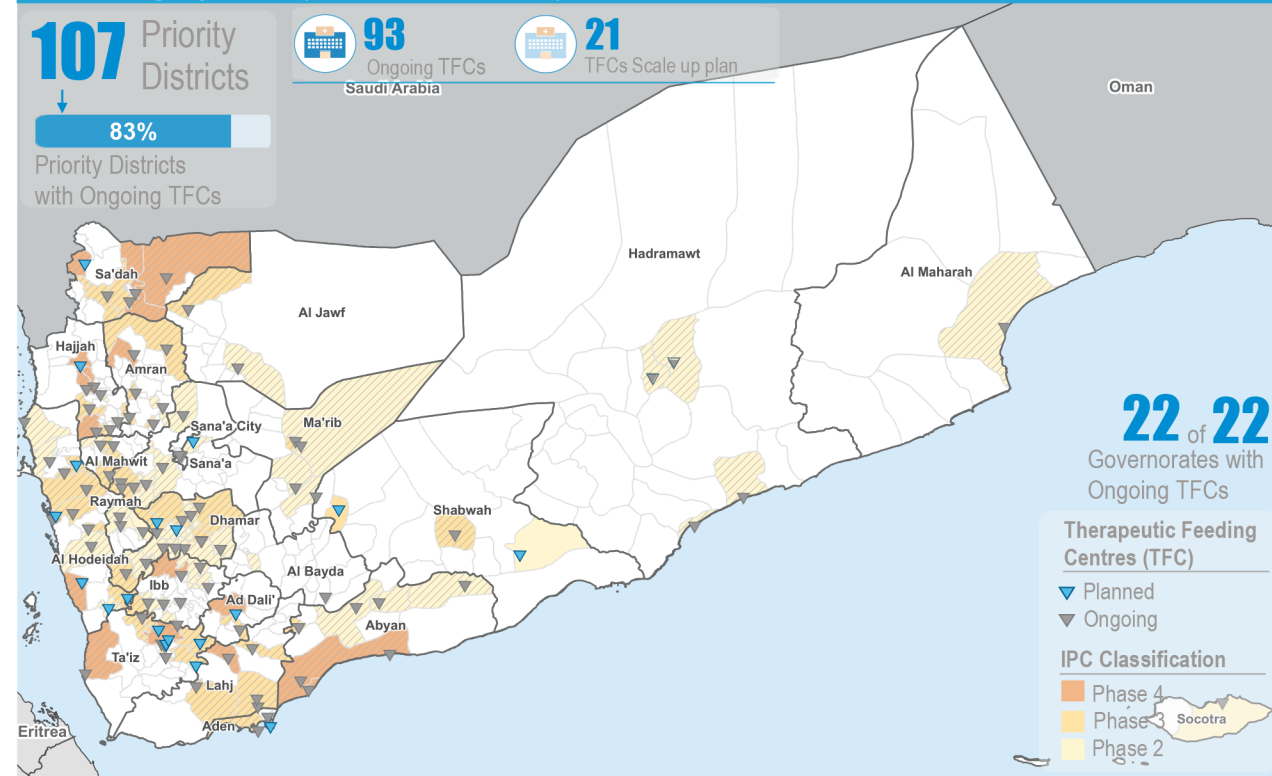 107 Priority
Districts
83%
Priority Districts
with Ongoing TFCs
93
Ongoing TFCs
21
TFCs Scale up plan
Saudi Arabia
Oman
Sa'dah
Hadramawt
Al Maharah
Al Jawf
Hajjah
Amran
Ma'rib
Sana'a City
Al Mahwit
Sana'a
Raymah
Dhamar
Shabwah
Al Hodeidah
Al Bayda
Ibb
Ad Dali'
Abyan
Ta'iz
Lahj
Aden
Eritrea
22 of 22
Governorates with
Ongoing TFCs
Therapeutic Feeding
Centres (TFC)
Planned
Ongoing
IPC Classification
Phase 4
Phase 3
Phase 2
Socotra